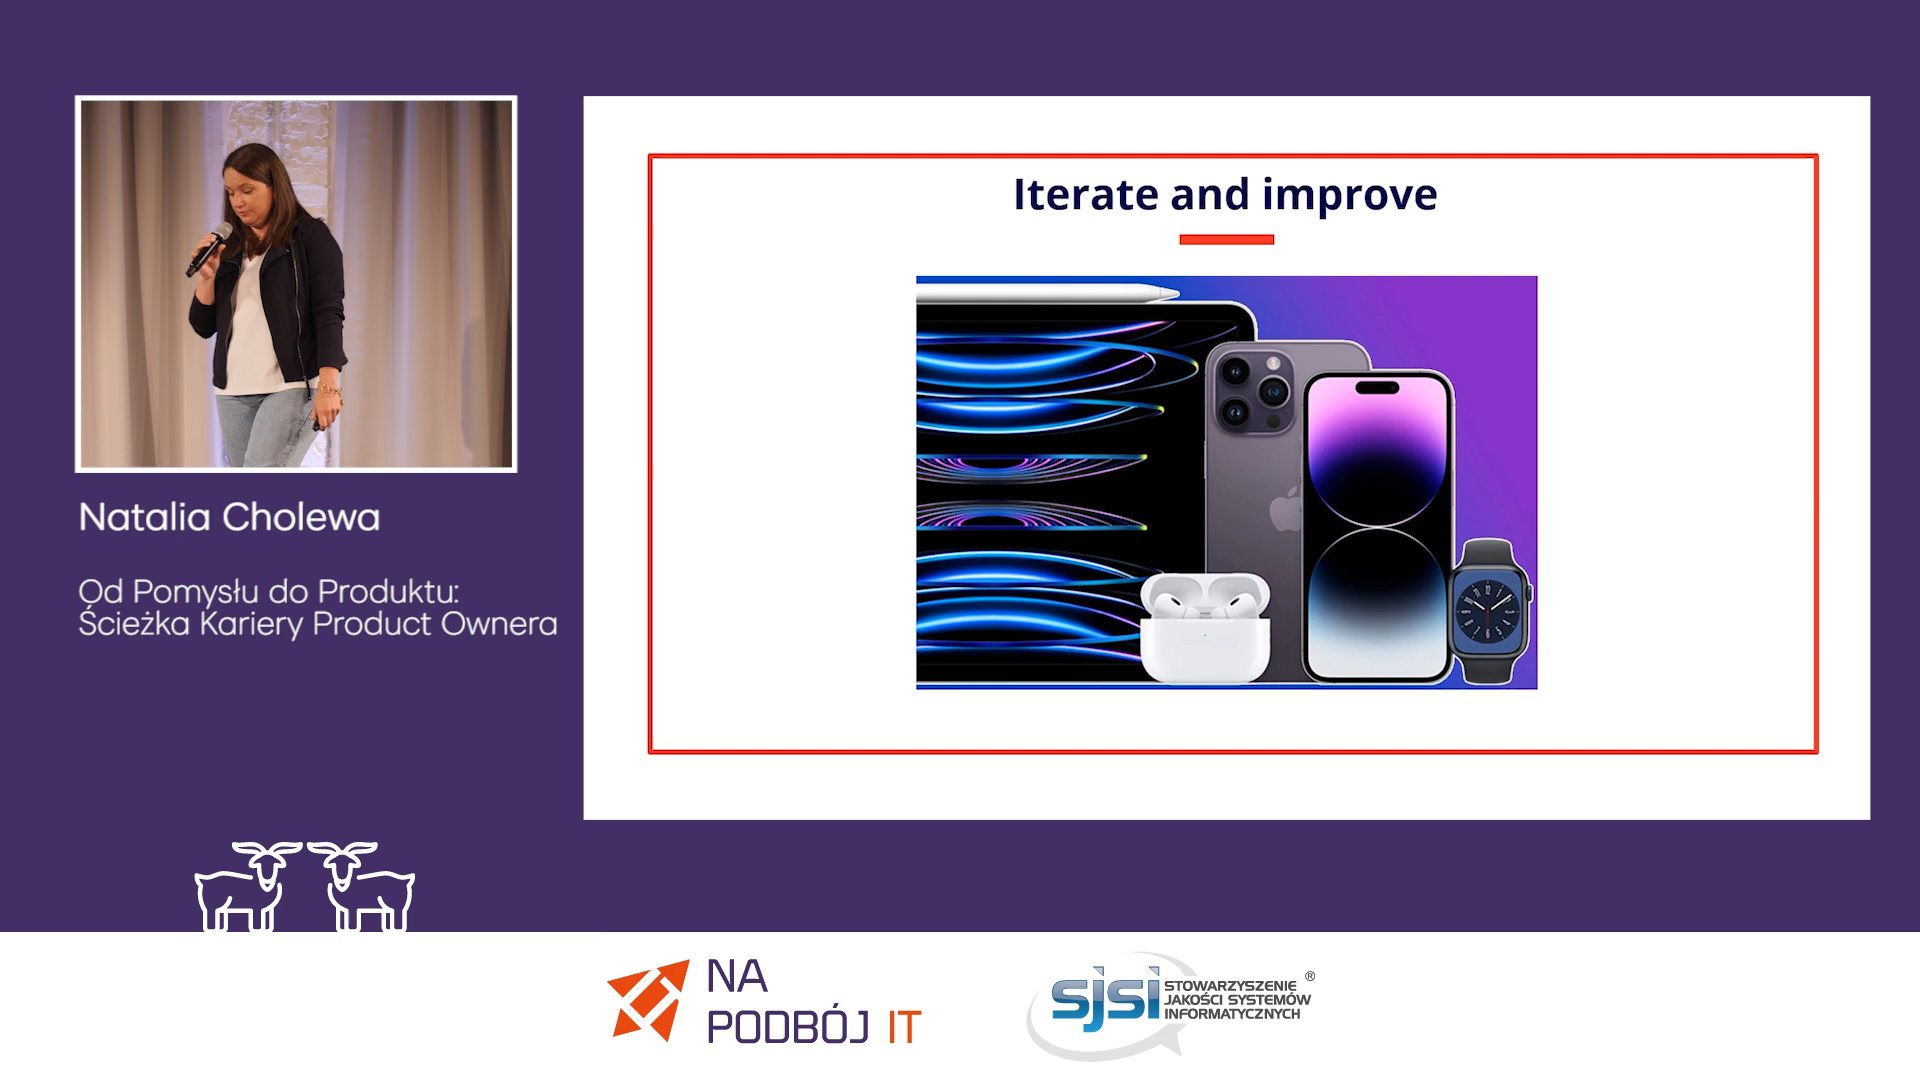 Iterate and improve
Natalia Cholewa
Od Pomysłu do Produktu:
Ścieżka Kariery Product Ownera
NA
PODBÓJ IT
sjsi
STOWARZYSZENIE ®
JAKOŚCI SYSTEMÓW
INFORMATYCZNYCH